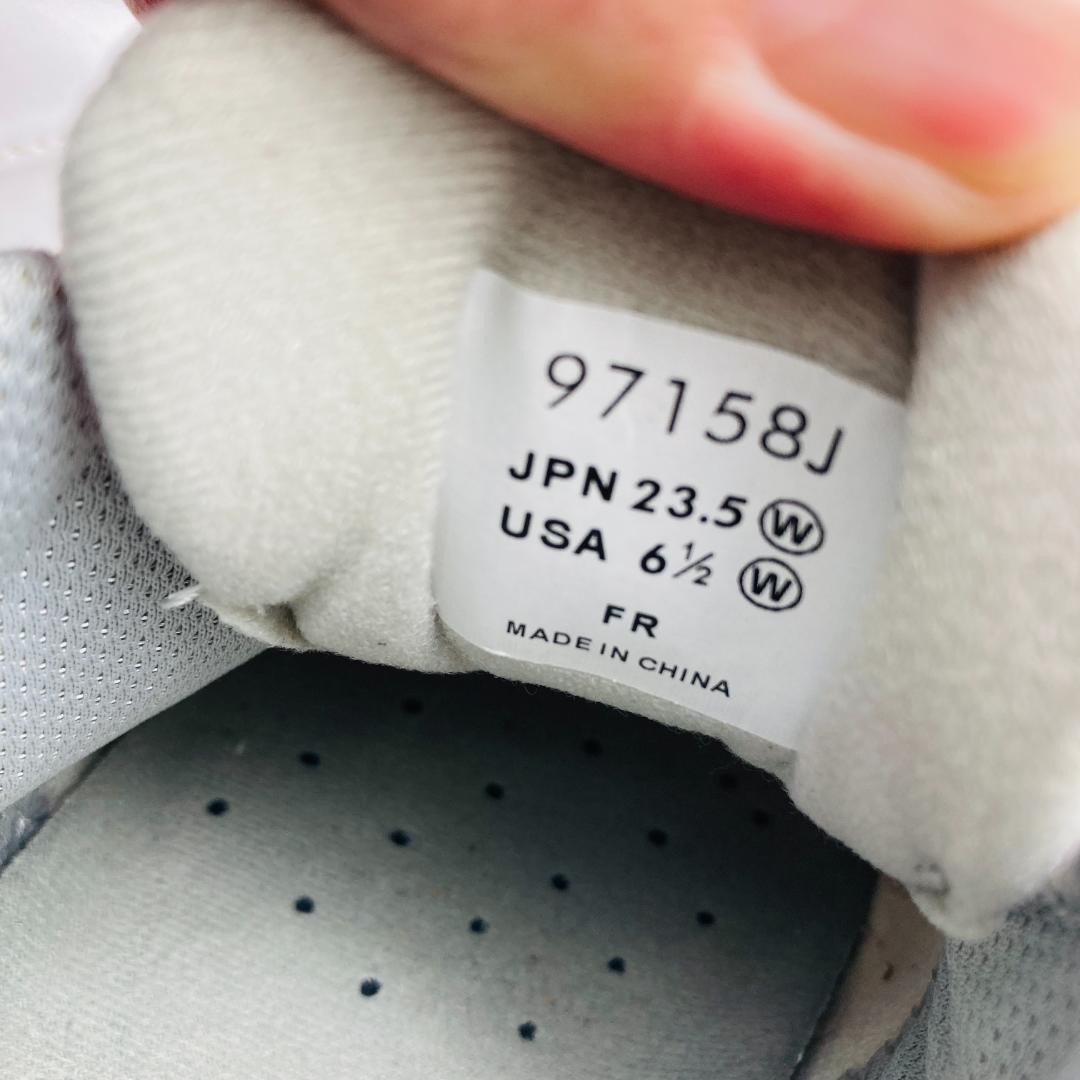 97158J
JPN 23.5 Ⓦ
USA 6½ Ⓦ
FR
MADE IN CHINA